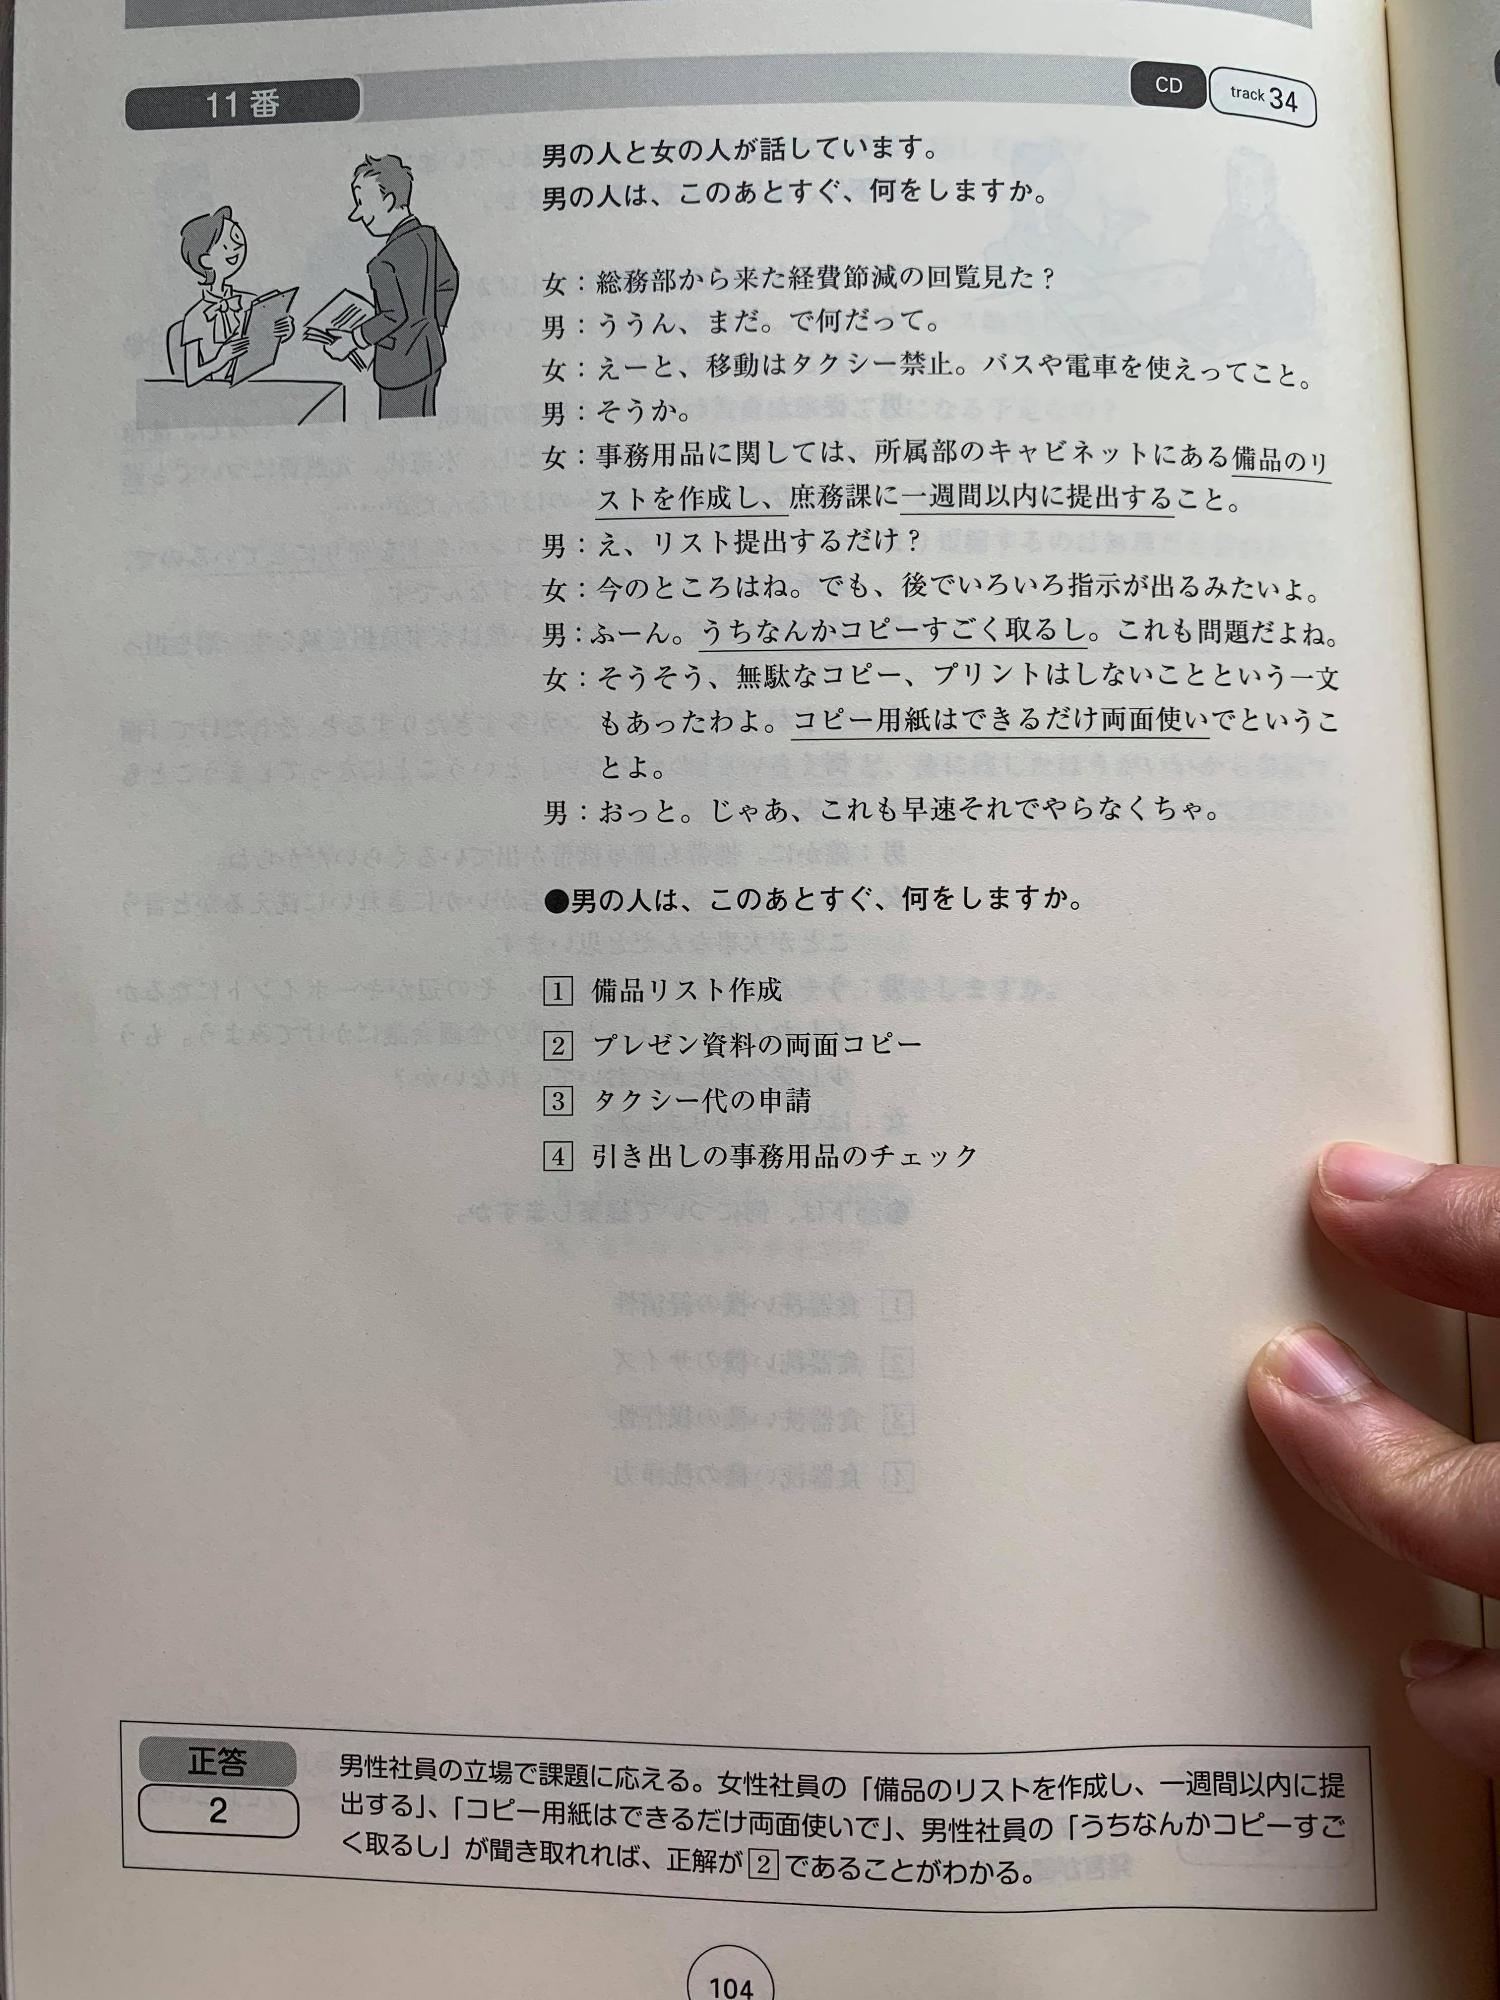 11番
CD
track 34
男の人と女の人が話しています。
男の人は、このあとすぐ、何をしますか。
女：総務部から来た経費節減の回覧見た？
男：ううん、まだ。で何だって。
女：えーと、移動はタクシー禁止。バスや電車を使えってこと。
男：そうか。
女：事務用品に関しては、所属部のキャビネットにある備品のリ
ストを作成し、庶務課に一週間以内に提出すること。
男：え、リスト提出するだけ？
女：今のところはね。でも、後でいろいろ指示が出るみたいよ。
男：ふーん。うちなんかコピーすごく取るし。これも問題だよね。
女：そうそう、無駄なコピー、プリントはしないことという一文
もあったわよ。コピー用紙はできるだけ両面使いでというこ
とよ。
男：おっと。じゃあ、これも早速それでやらなくちゃ。
●男の人は、このあとすぐ、何をしますか。
1 備品リスト作成
2 プレゼン資料の両面コピー
3 タクシー代の申請
4 引き出しの事務用品のチェック
正答
2
男性社員の立場で課題に応える。女性社員の「備品のリストを作成し、一週間以内に提
出する」、「コピー用紙はできるだけ両面使いで」、男性社員の「うちなんかコピーすご
く取るし」が聞き取れれば、正解が2であることがわかる。
104